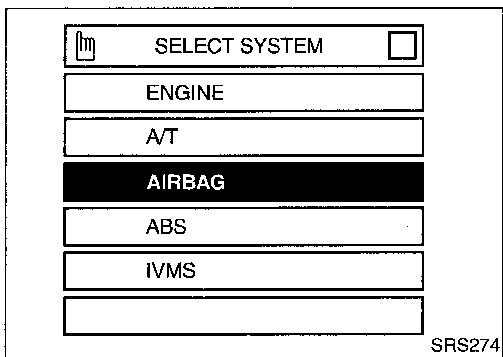 SELECT SYSTEM
ENGINE
A/T
AIRBAG
ABS
IVMS
SRS274